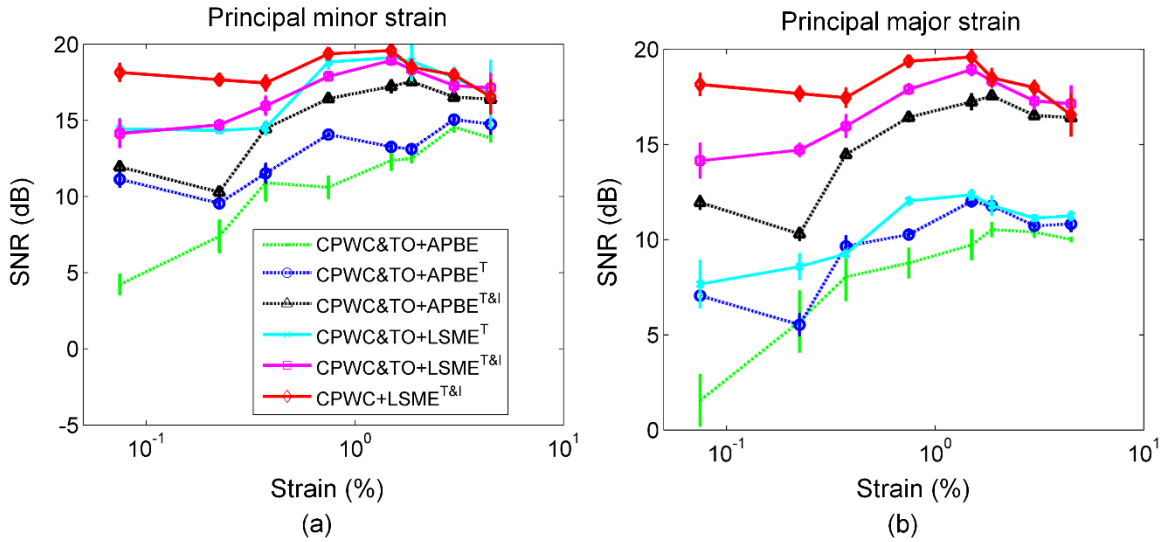 Principal minor strain
20
15
10
5
0
-5
SNR (dB)
CPWC&TO+APBE
CPWC&TO+APBE^T
CPWC&TO+APBE^T&I
CPWC&TO+LSME^T
CPWC&TO+LSME^T&I
CPWC+LSME^T&I
10^-1
10^0
10^1
Strain (%)
(a)
Principal major strain
20
15
10
5
0
SNR (dB)
10^-1
10^0
10^1
Strain (%)
(b)